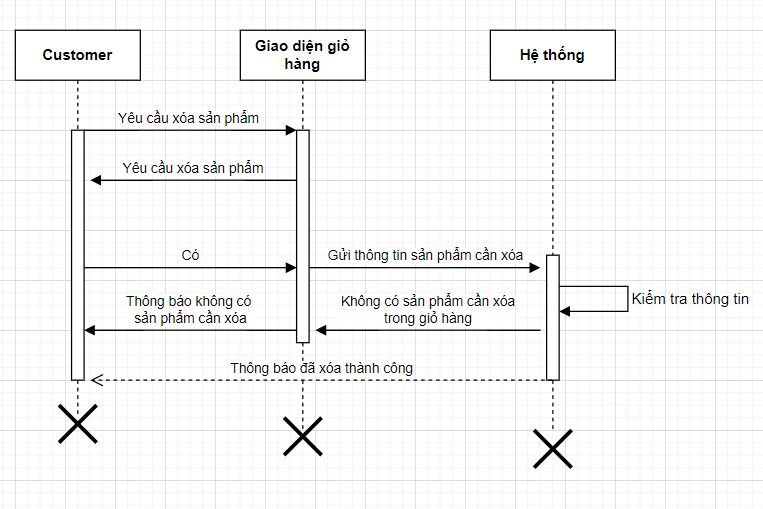 Customer
Giao diện giỏ
hàng
Hệ thống
Yêu cầu xóa sản phẩm
Yêu cầu xóa sản phẩm
Có
Gửi thông tin sản phẩm cần xóa
Kiểm tra thông tin
Thông báo không có
sản phẩm cần xóa
Không có sản phẩm cần xóa
trong giỏ hàng
Thông báo đã xóa thành công